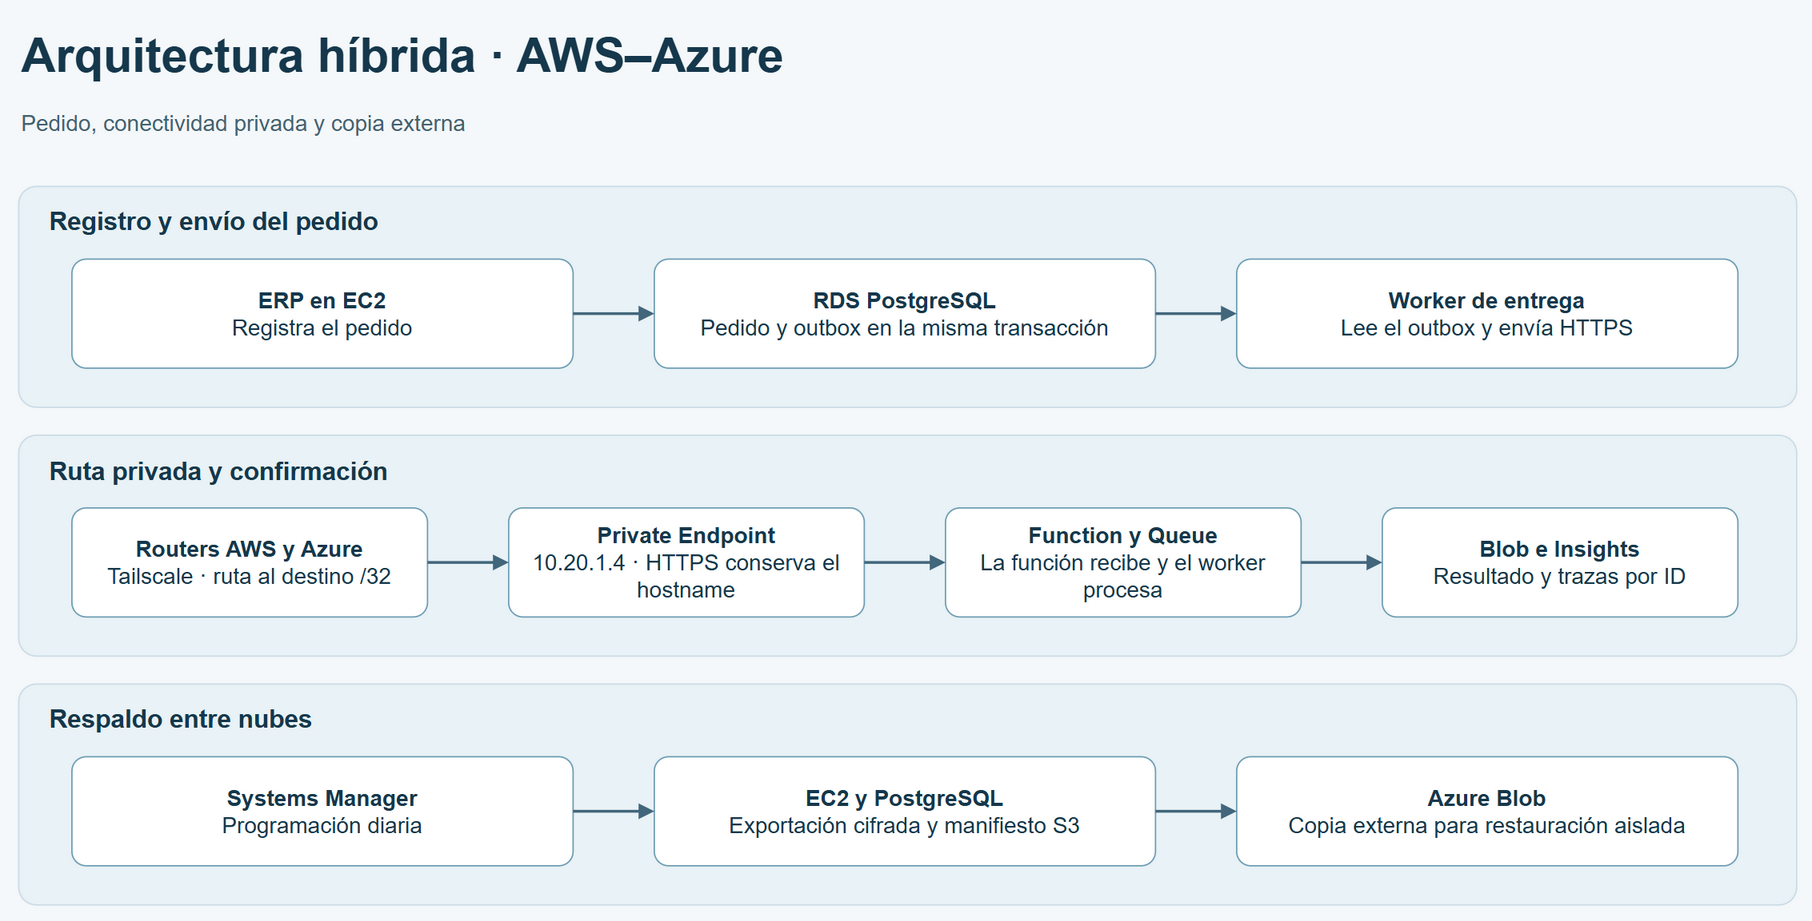 Arquitectura híbrida · AWS–Azure
Pedido, conectividad privada y copia externa
Registro y envío del pedido
ERP en EC2
Registra el pedido
RDS PostgreSQL
Pedido y outbox en la misma transacción
Worker de entrega
Lee el outbox y envía HTTPS
Ruta privada y confirmación
Routers AWS y Azure
Tailscale · ruta al destino /32
Private Endpoint
10.20.1.4 · HTTPS conserva el
hostname
Function y Queue
La función recibe y el worker
procesa
Blob e Insights
Resultado y trazas por ID
Respaldo entre nubes
Systems Manager
Programación diaria
EC2 y PostgreSQL
Exportación cifrada y manifiesto S3
Azure Blob
Copia externa para restauración aislada